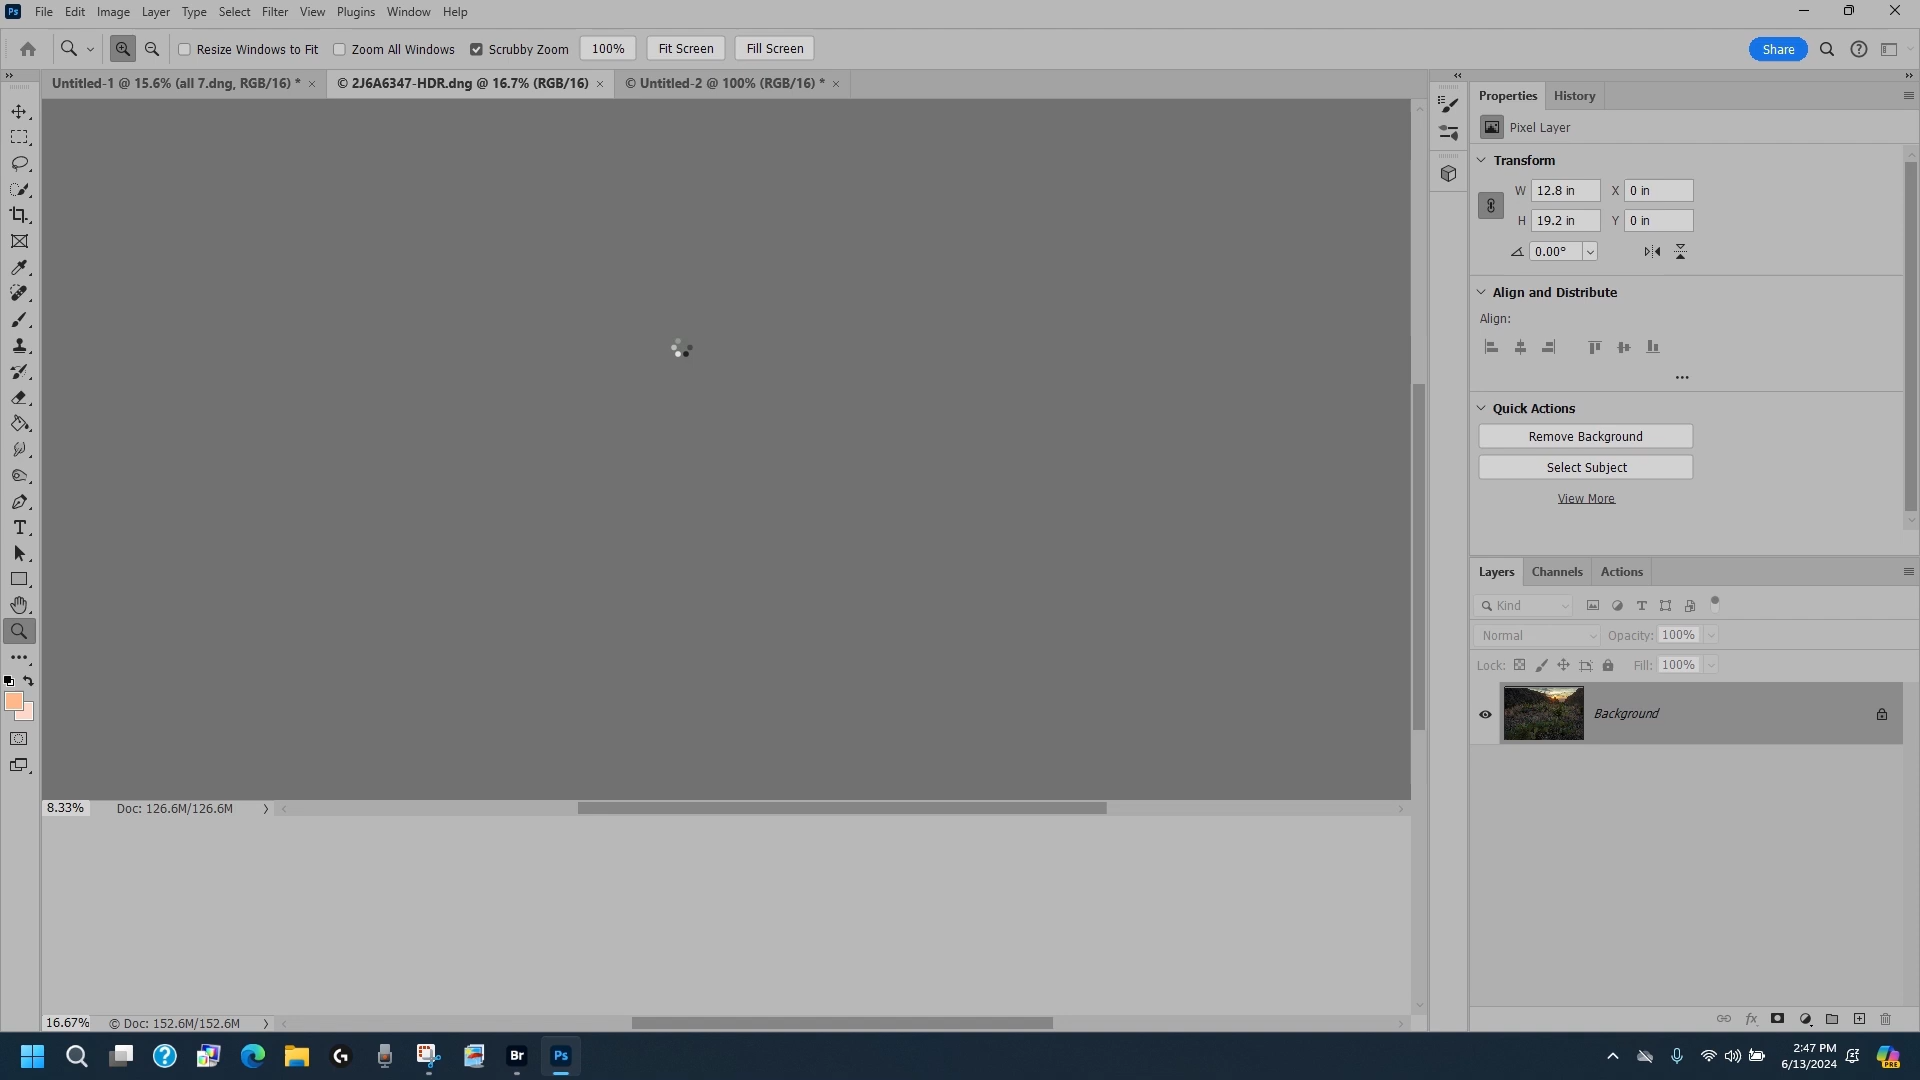 Ps File Edit Image Layer Type Select Filter View Plugins Window Help
Resize Windows to Fit Zoom All Windows Scrubby Zoom 100% Fit Screen Fill Screen Share
Untitled-1 @ 15.6% (all 7.dng, RGB/16) * × © 2J6A6347-HDR.dng @ 16.7% (RGB/16) × © Untitled-2 @ 100% (RGB/16) * ×
Properties History
Pixel Layer
Transform
W 12.8 in X 0 in
H 19.2 in Y 0 in
0.00°
Align and Distribute
Align:
Quick Actions
Remove Background
Select Subject
View More
Layers Channels Actions
Kind
Normal Opacity: 100%
Lock: Fill: 100%
Background
8.33% Doc: 126.6M/126.6M
16.67% © Doc: 152.6M/152.6M
Br Ps
2:47 PM
6/13/2024
PRE